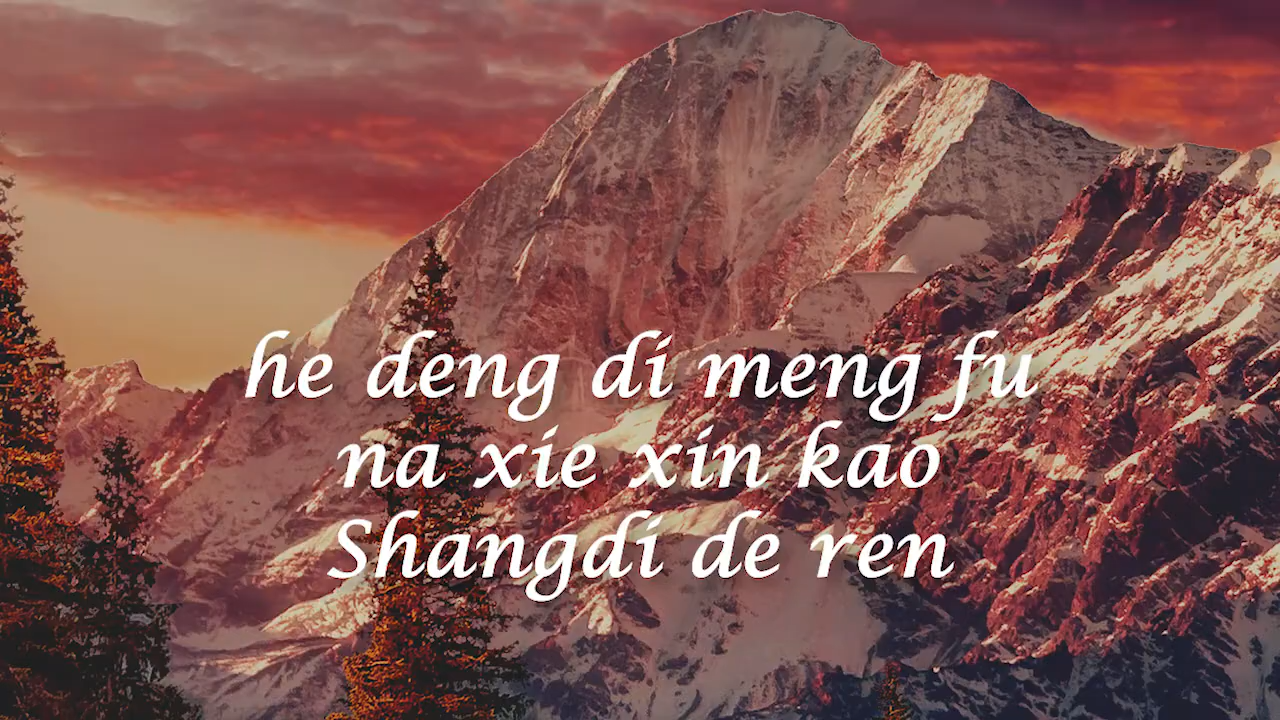 he deng di meng fu
na xie xin kao
Shangdi de ren